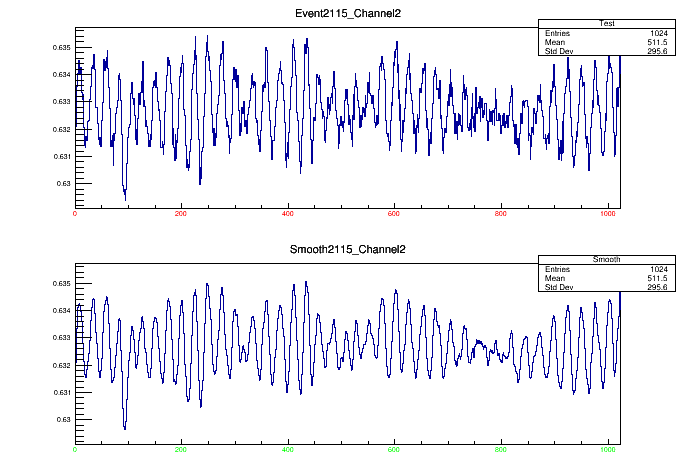 Event2115_Channel2
Test
Entries 1024
Mean 511.5
Std Dev 295.6
0.635
0.634
0.633
0.632
0.631
0.63
0 200 400 600 800 1000
Smooth2115_Channel2
Smooth
Entries 1024
Mean 511.5
Std Dev 295.6
0.635
0.634
0.633
0.632
0.631
0.63
0 200 400 600 800 1000